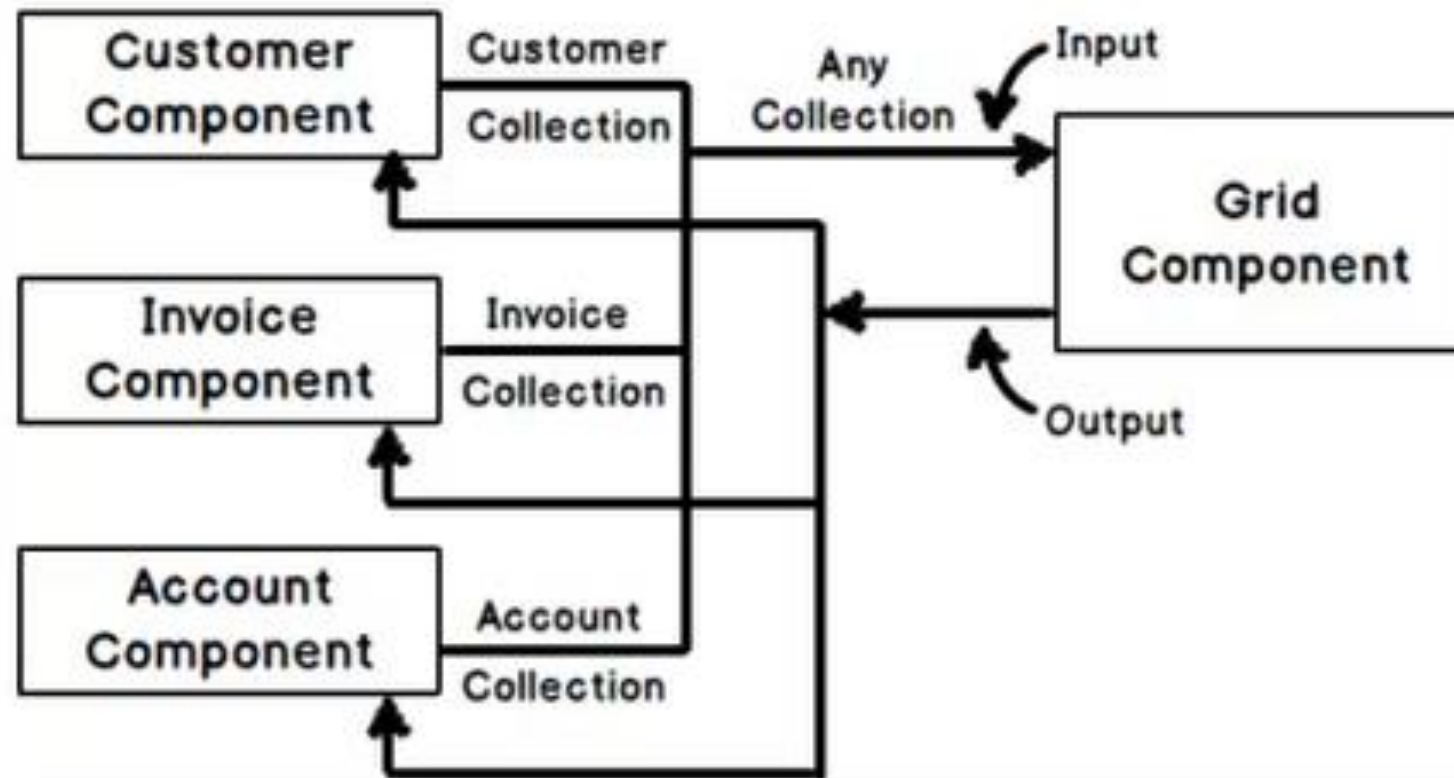 Customer
Component
Customer
Collection
Any
Collection
Input
Grid
Component
Invoice
Component
Invoice
Collection
Output
Account
Component
Account
Collection